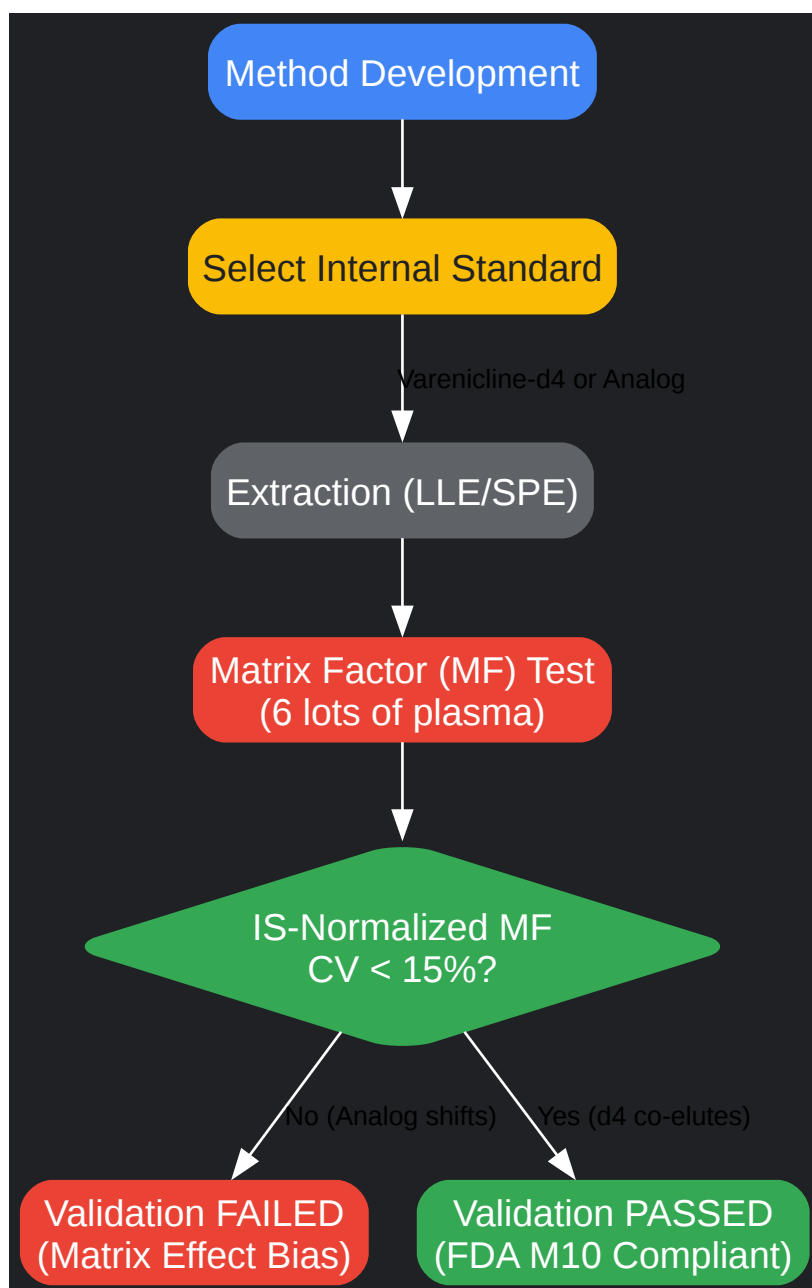 Method Development
Select Internal Standard
Varenicline-d4 or Analog
Extraction (LLE/SPE)
Matrix Factor (MF) Test
(6 lots of plasma)
IS-Normalized MF
CV < 15%?
No (Analog shifts)
Yes (d4 co-elutes)
Validation FAILED
(Matrix Effect Bias)
Validation PASSED
(FDA M10 Compliant)